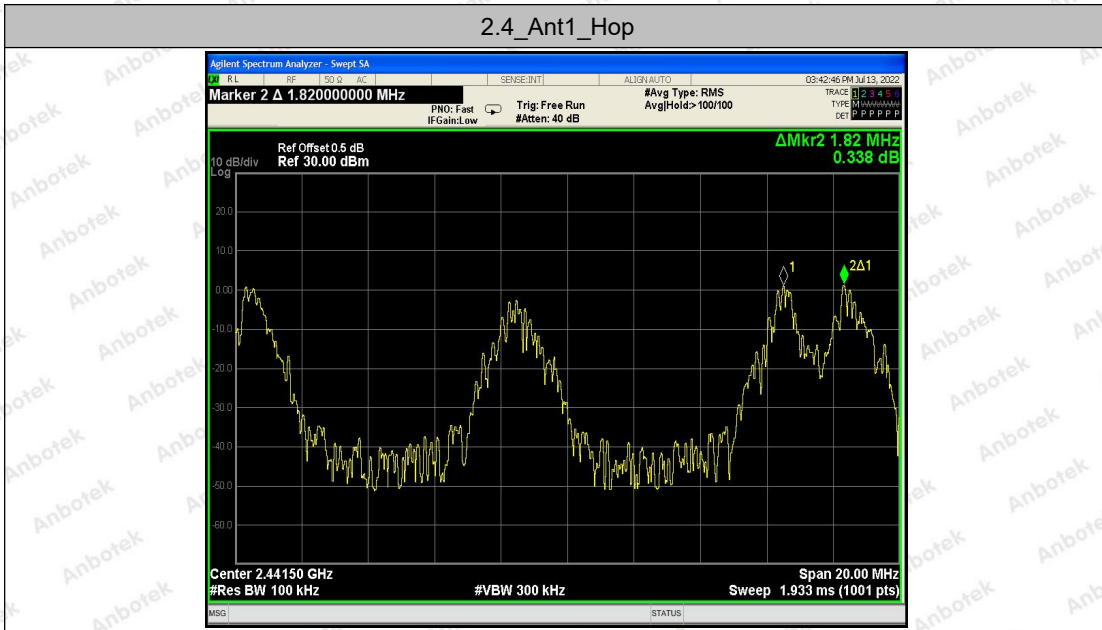 2.4_Ant1_Hop
Agilent Spectrum Analyzer - Swept SA
RL RF 50 Ω AC SENSE:INT ALIGN AUTO 03:42:46 PM Jul 13, 2022
Marker 2 Δ 1.820000000 MHz
PNO: Fast
IFGain:Low
Trig: Free Run
#Atten: 40 dB
#Avg Type: RMS
Avg|Hold:> 100/100
TRACE 1 2 3 4 5 6
TYPE M WWWWW
DET P P P P P P
Ref Offset 0.5 dB
Ref 30.00 dBm
10 dB/div
Log
ΔMkr2 1.82 MHz
0.338 dB
20.0
10.0
0.00
-10.0
-20.0
-30.0
-40.0
-50.0
-60.0
1
2Δ1
Center 2.44150 GHz
Span 20.00 MHz
#Res BW 100 kHz
#VBW 300 kHz
Sweep 1.933 ms (1001 pts)
MSG
STATUS
Anbotek